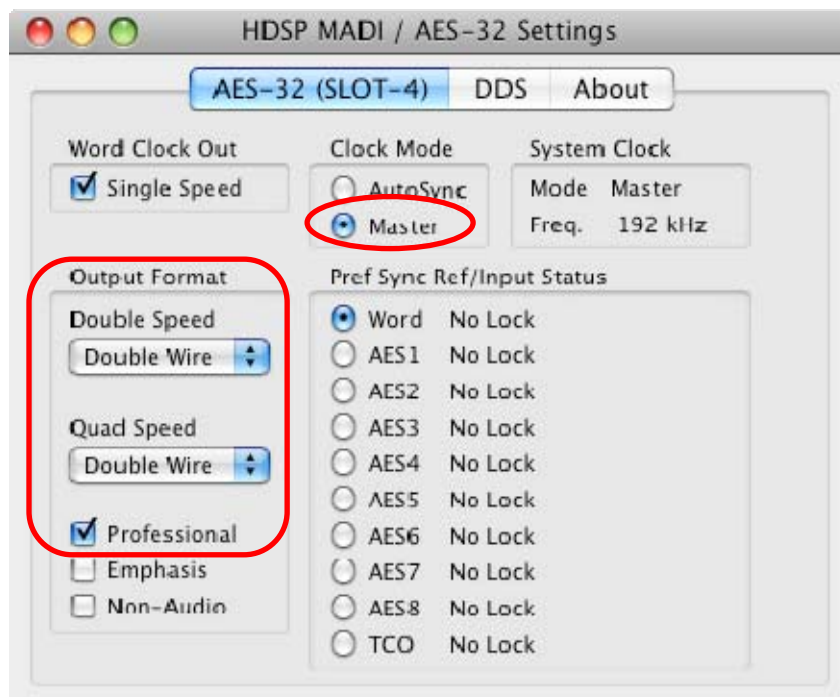 HDSP MADI / AES-32 Settings
AES-32 (SLOT-4) DDS About
Word Clock Out
Single Speed
Clock Mode
AutoSync
Master
System Clock
Mode Master
Freq. 192 kHz
Output Format
Double Speed
Double Wire
Quad Speed
Double Wire
Professional
Emphasis
Non-Audio
Pref Sync Ref/Input Status
Word No Lock
AES1 No Lock
AES2 No Lock
AES3 No Lock
AES4 No Lock
AES5 No Lock
AES6 No Lock
AES7 No Lock
AES8 No Lock
TCO No Lock